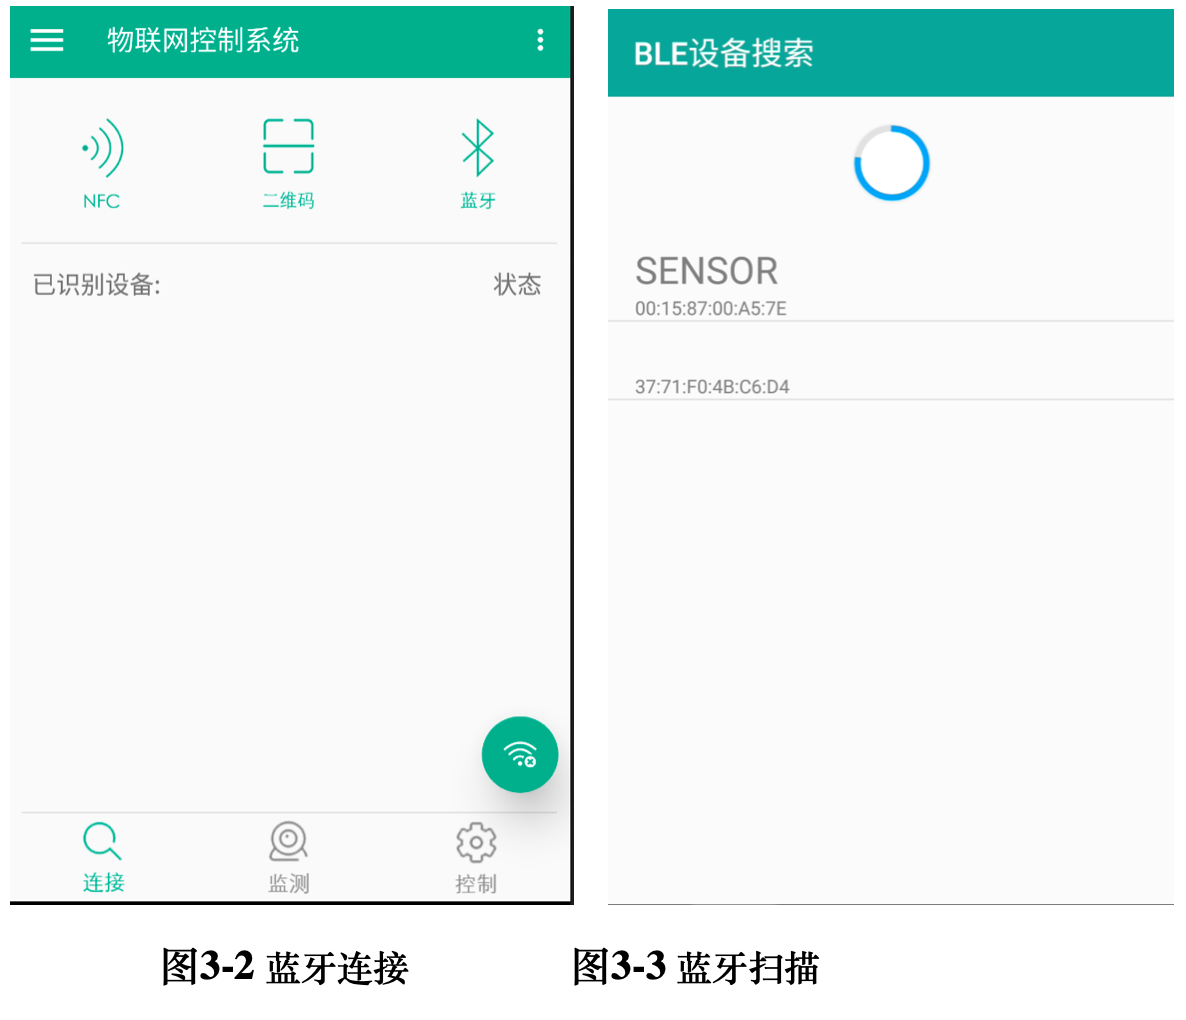 物联网控制系统
NFC
二维码
蓝牙
已识别设备:
状态
连接
监测
控制
BLE设备搜索
SENSOR
00:15:87:00:A5:7E
37:71:F0:4B:C6:D4
图3-2 蓝牙连接
图3-3 蓝牙扫描